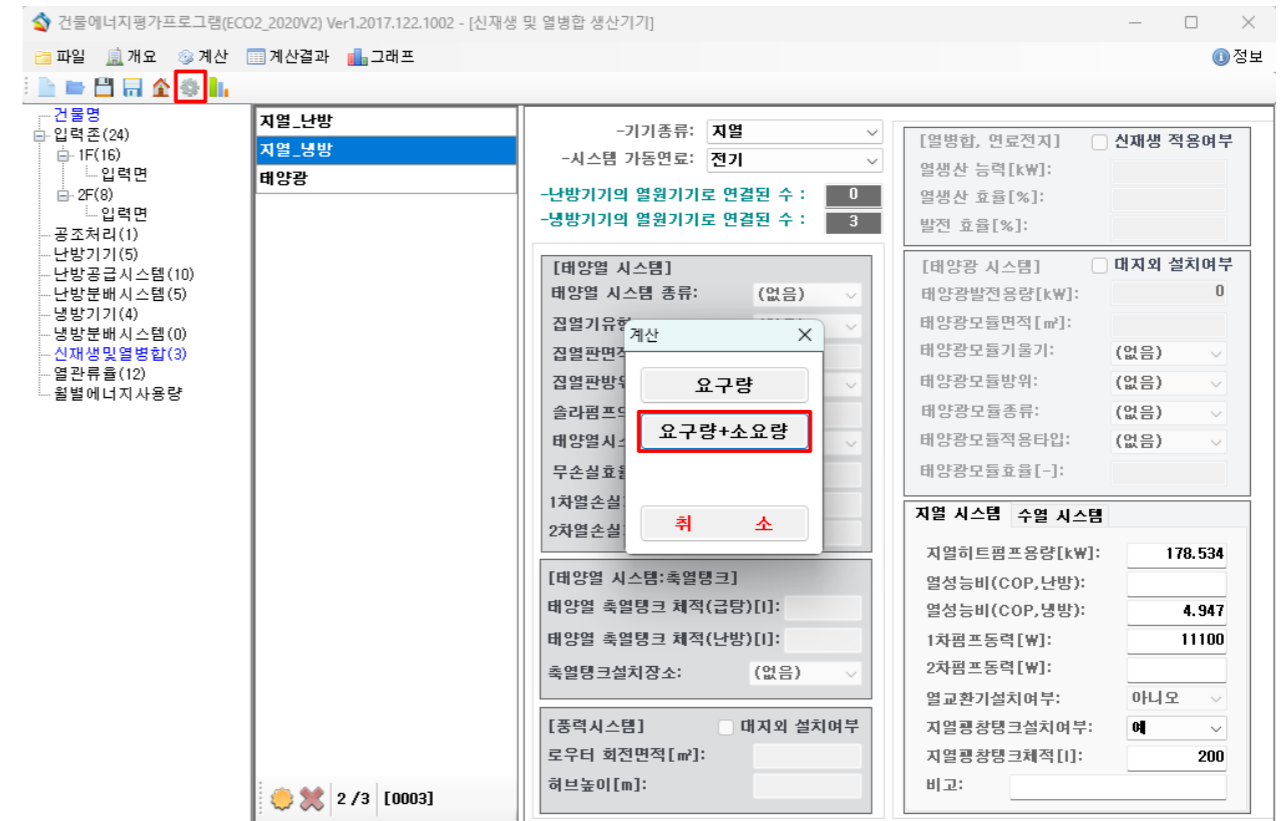 건물에너지평가프로그램(ECO2_2020V2) Ver1.2017.122.1002 - [신재생 및 열병합 생산기기]
파일 개요 계산 계산결과 그래프 정보
건물명
입력존(24)
1F(16)
입력면
2F(8)
입력면
공조처리(1)
난방기기(5)
난방공급시스템(10)
난방분배시스템(5)
냉방기기(4)
냉방분배시스템(0)
신재생및열병합(3)
열관류율(12)
월별에너지사용량
지열_난방
지열_냉방
태양광
2 /3 [0003]
-기기종류: 지열
-시스템 가동연료: 전기
-난방기기의 열원기기로 연결된 수 : 0
-냉방기기의 열원기기로 연결된 수 : 3
[태양열 시스템]
태양열 시스템 종류: (없음)
집열기유형
집열판면적
집열판방위
솔라펌프의
태양열시스
무손실효율
1차열손실
2차열손실
계산
요구량
요구량+소요량
취 소
[태양열 시스템:축열탱크]
태양열 축열탱크 체적(급탕)[l]:
태양열 축열탱크 체적(난방)[l]:
축열탱크설치장소: (없음)
[풍력시스템] 대지외 설치여부
로우터 회전면적[㎡]:
허브높이[m]:
[열병합, 연료전지] 신재생 적용여부
열생산 능력[kW]:
열생산 효율[%]:
발전 효율[%]:
[태양광 시스템] 대지외 설치여부
태양광발전용량[kW]: 0
태양광모듈면적[㎡]:
태양광모듈기울기: (없음)
태양광모듈방위: (없음)
태양광모듈종류: (없음)
태양광모듈적용타입: (없음)
태양광모듈효율[-]:
지열 시스템 수열 시스템
지열히트펌프용량[kW]: 178.534
열성능비(COP,난방):
열성능비(COP,냉방): 4.947
1차펌프동력[W]: 11100
2차펌프동력[W]:
열교환기설치여부: 아니오
지열팽창탱크설치여부: 예
지열팽창탱크체적[l]: 200
비고: